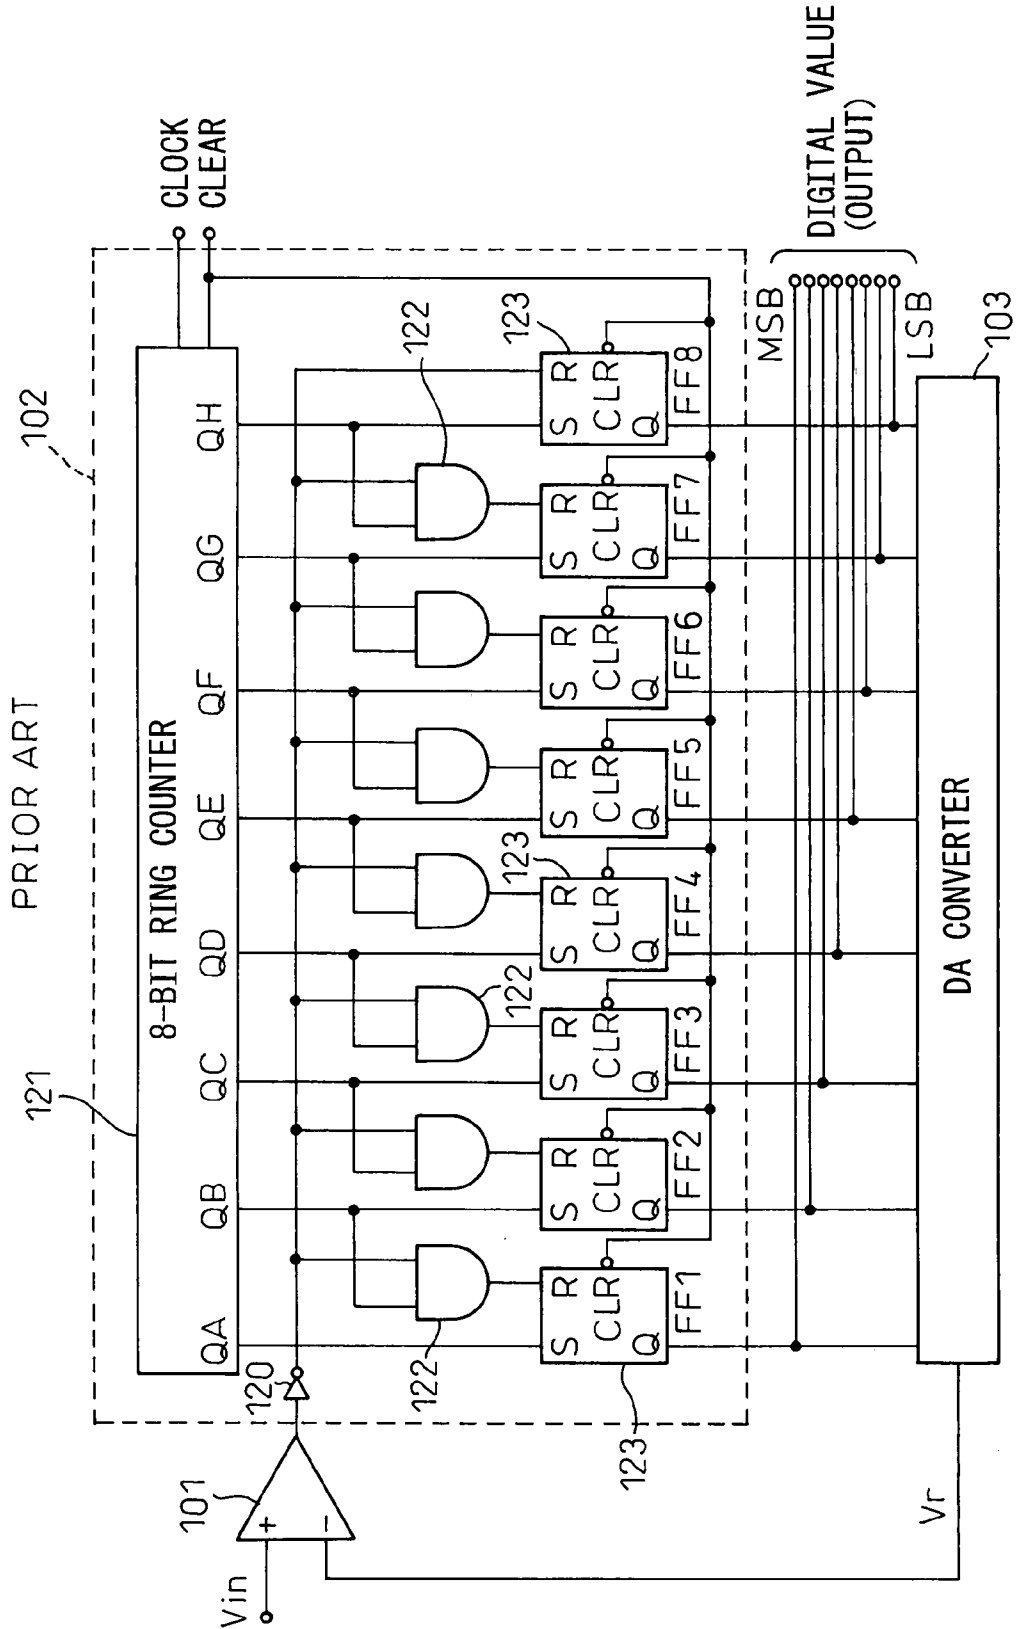 PRIOR ART
102
121
8-BIT RING COUNTER
CLOCK
CLEAR
QA
QB
QC
QD
QE
QF
QG
QH
Vin
101
+
−
120
122
122
122
123
123
123
S R
CLR
Q
FF1
S R
CLR
Q
FF2
S R
CLR
Q
FF3
S R
CLR
Q
FF4
S R
CLR
Q
FF5
S R
CLR
Q
FF6
S R
CLR
Q
FF7
S R
CLR
Q
FF8
MSB
LSB
DIGITAL VALUE
(OUTPUT)
DA CONVERTER
103
Vr